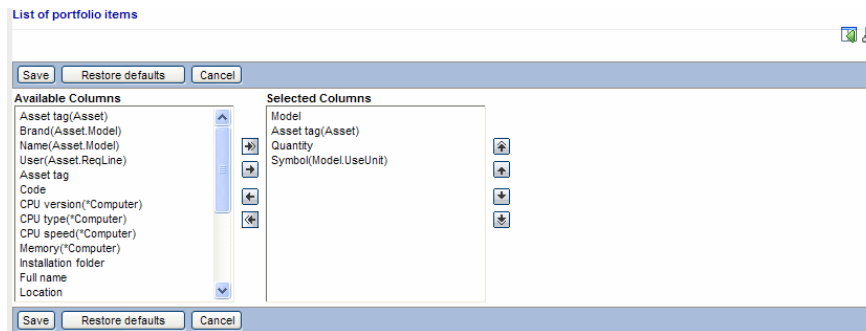 List of portfolio items
Save Restore defaults Cancel
Available Columns Selected Columns
Asset tag(Asset)
Brand(Asset.Model)
Name(Asset.Model)
User(Asset.ReqLine)
Asset tag
Code
CPU version(*Computer)
CPU type(*Computer)
CPU speed(*Computer)
Memory(*Computer)
Installation folder
Full name
Location
Model
Asset tag(Asset)
Quantity
Symbol(Model.UseUnit)
Save Restore defaults Cancel